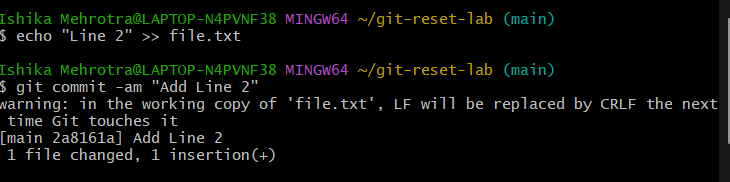 Ishika Mehrotra@LAPTOP-N4PVNF38 MINGW64 ~/git-reset-lab (main)
$ echo "Line 2" >> file.txt

Ishika Mehrotra@LAPTOP-N4PVNF38 MINGW64 ~/git-reset-lab (main)
$ git commit -am "Add Line 2"
warning: in the working copy of 'file.txt', LF will be replaced by CRLF the next
 time Git touches it
[main 2a8161a] Add Line 2
 1 file changed, 1 insertion(+)